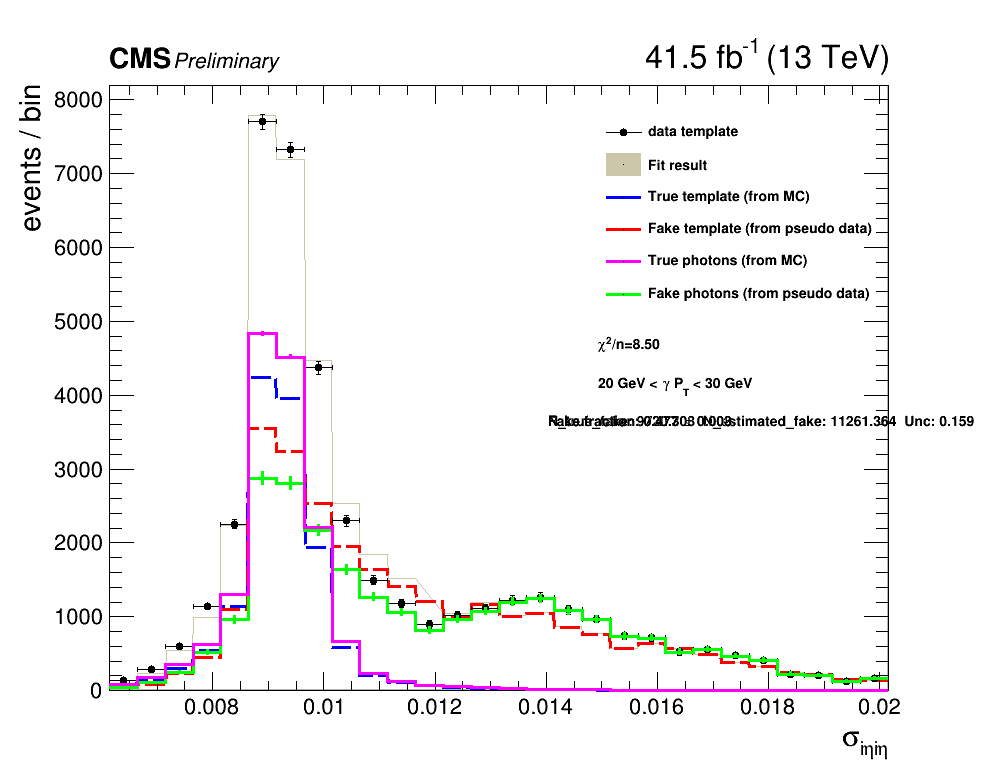 CMS Preliminary
41.5 fb⁻¹ (13 TeV)
events / bin
8000
7000
6000
5000
4000
3000
2000
1000
0
data template
Fit result
True template (from MC)
Fake template (from pseudo data)
True photons (from MC)
Fake photons (from pseudo data)
χ²/n=8.50
20 GeV < γ P_T < 30 GeV
estimated_fake: 11261.364 Unc: 0.159
0.008 0.01 0.012 0.014 0.016 0.018 0.02
σ_iηiη